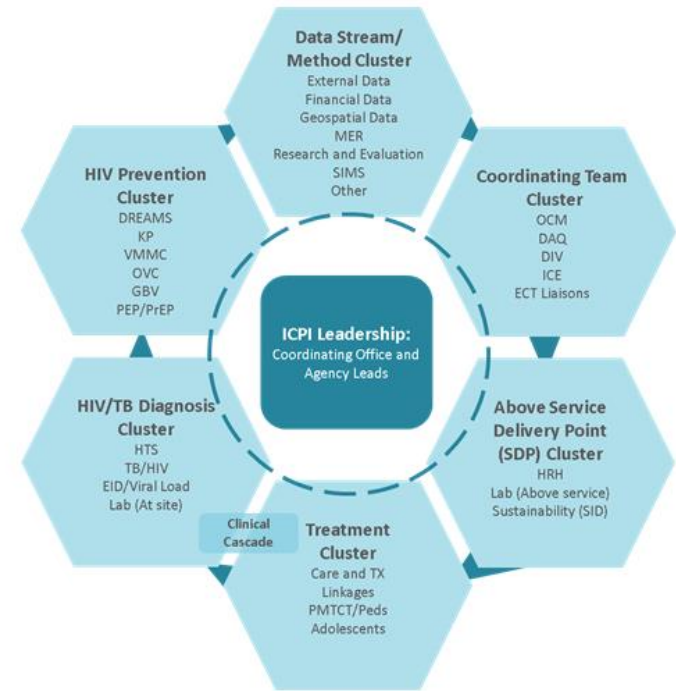 Data Stream/
Method Cluster
External Data
Financial Data
Geospatial Data
MER
Research and Evaluation
SIMS
Other
HIV Prevention
Cluster
DREAMS
KP
VMMC
OVC
GBV
PEP/PrEP
Coordinating Team
Cluster
OCM
DAQ
DIV
ICE
ECT Liaisons
ICPI Leadership:
Coordinating Office and
Agency Leads
HIV/TB Diagnosis
Cluster
HTS
TB/HIV
EID/Viral Load
Lab (At site)
Above Service
Delivery Point
(SDP) Cluster
HRH
Lab (Above service)
Sustainability (SID)
Clinical
Cascade
Treatment
Cluster
Care and TX
Linkages
PMTCT/Peds
Adolescents